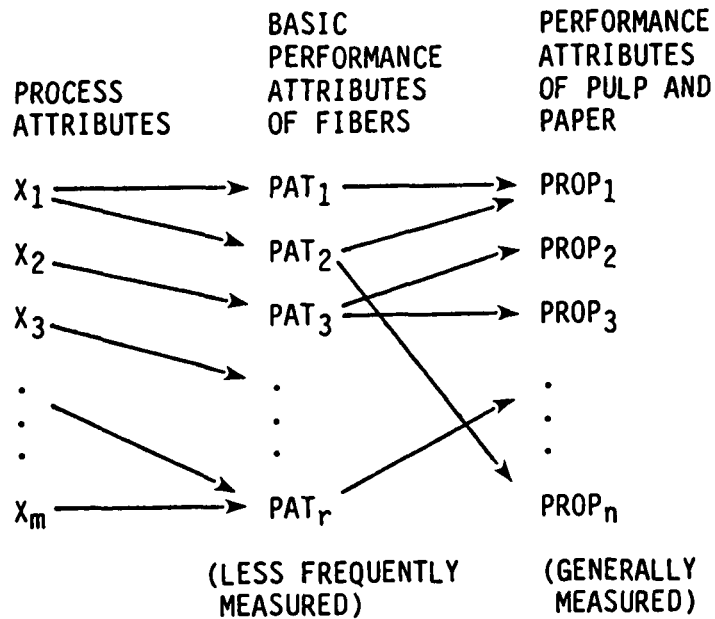 BASIC
PERFORMANCE
ATTRIBUTES
OF FIBERS
PERFORMANCE
ATTRIBUTES
OF PULP AND
PAPER
PROCESS
ATTRIBUTES
X1 PAT1 PROP1
X2 PAT2 PROP2
X3 PAT3 PROP3
. . .
. . .
. . .
Xm PATr PROPn
(LESS FREQUENTLY
MEASURED)
(GENERALLY
MEASURED)